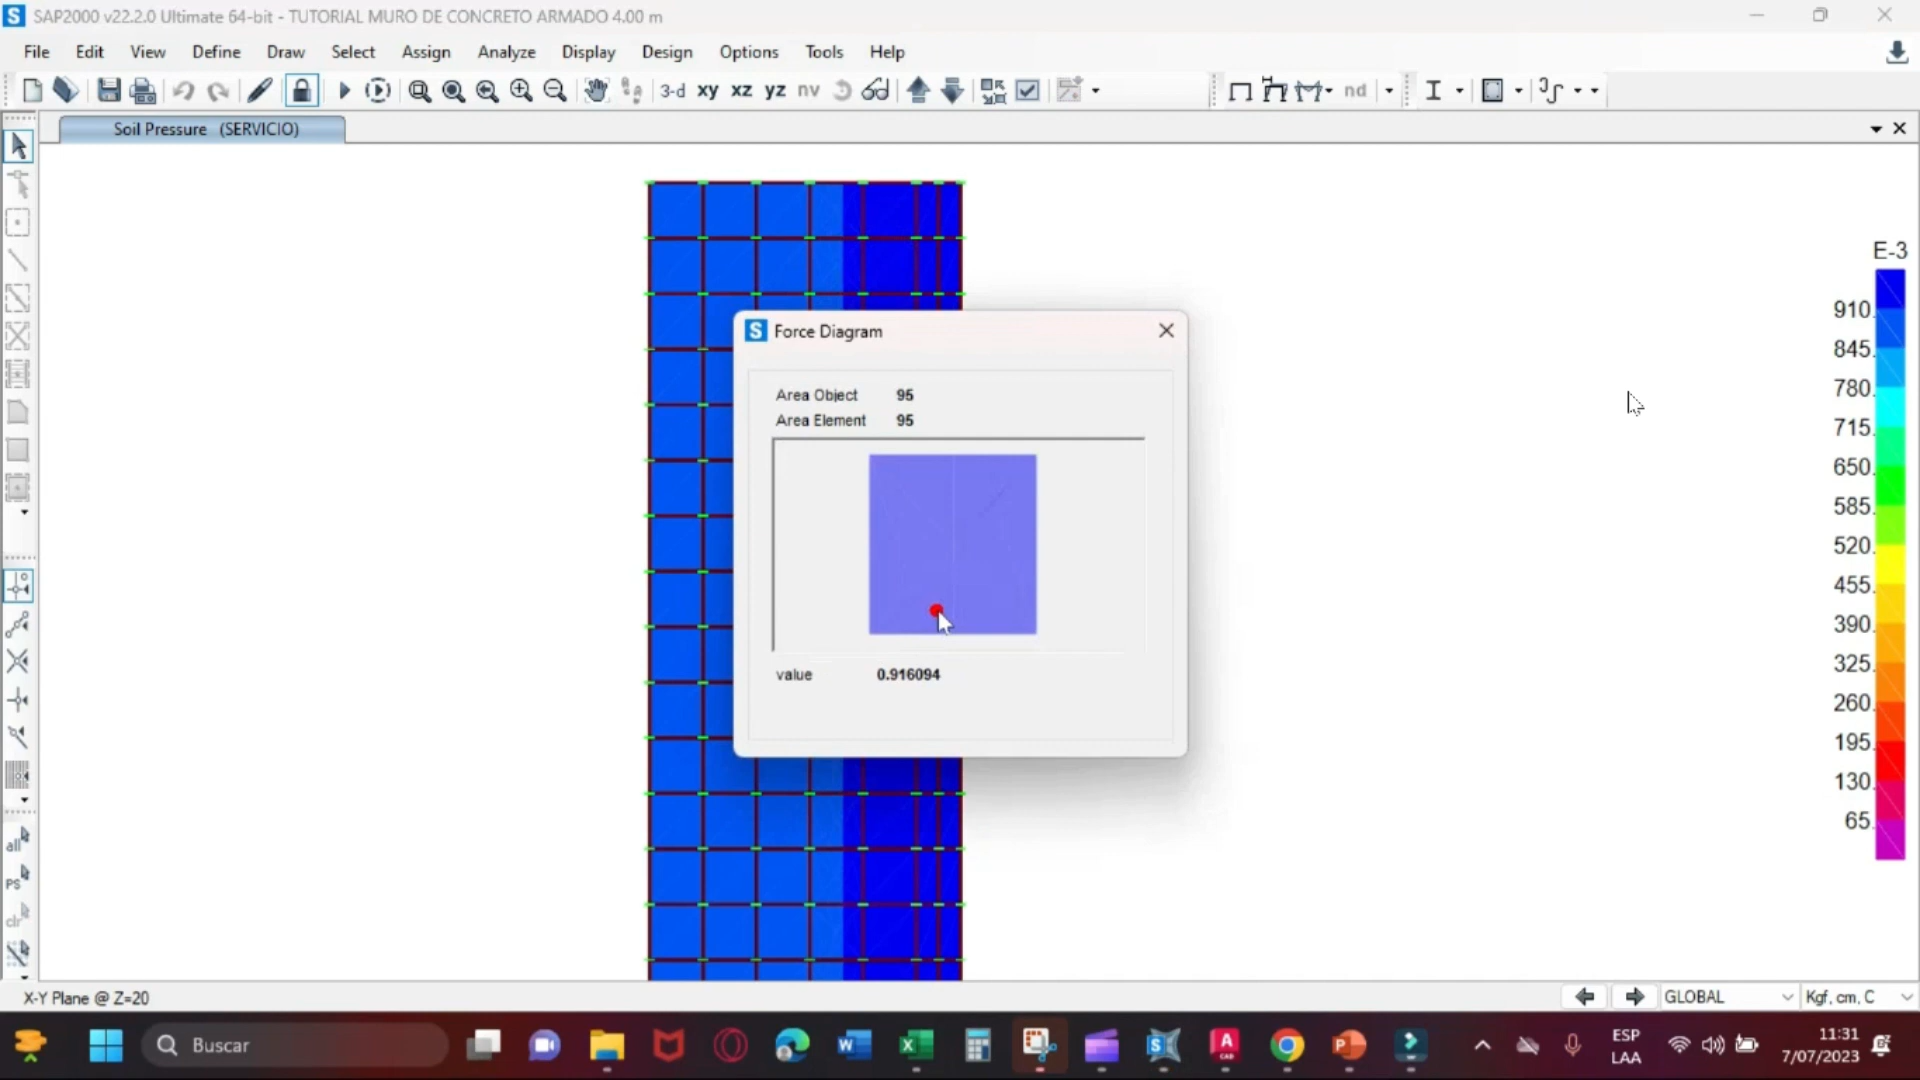 SAP2000 v22.2.0 Ultimate 64-bit - TUTORIAL MURO DE CONCRETO ARMADO 4.00 m
File Edit View Define Draw Select Assign Analyze Display Design Options Tools Help
3-d xy xz yz nv nd
Soil Pressure (SERVICIO)
E-3
910.
845.
780.
715.
650.
585.
520.
455.
390.
325.
260.
195.
130.
65.
Force Diagram
Area Object 95
Area Element 95
value 0.916094
all
PS
clr
X-Y Plane @ Z=20
GLOBAL
Kgf, cm, C
Buscar
ESP
LAA
11:31
7/07/2023